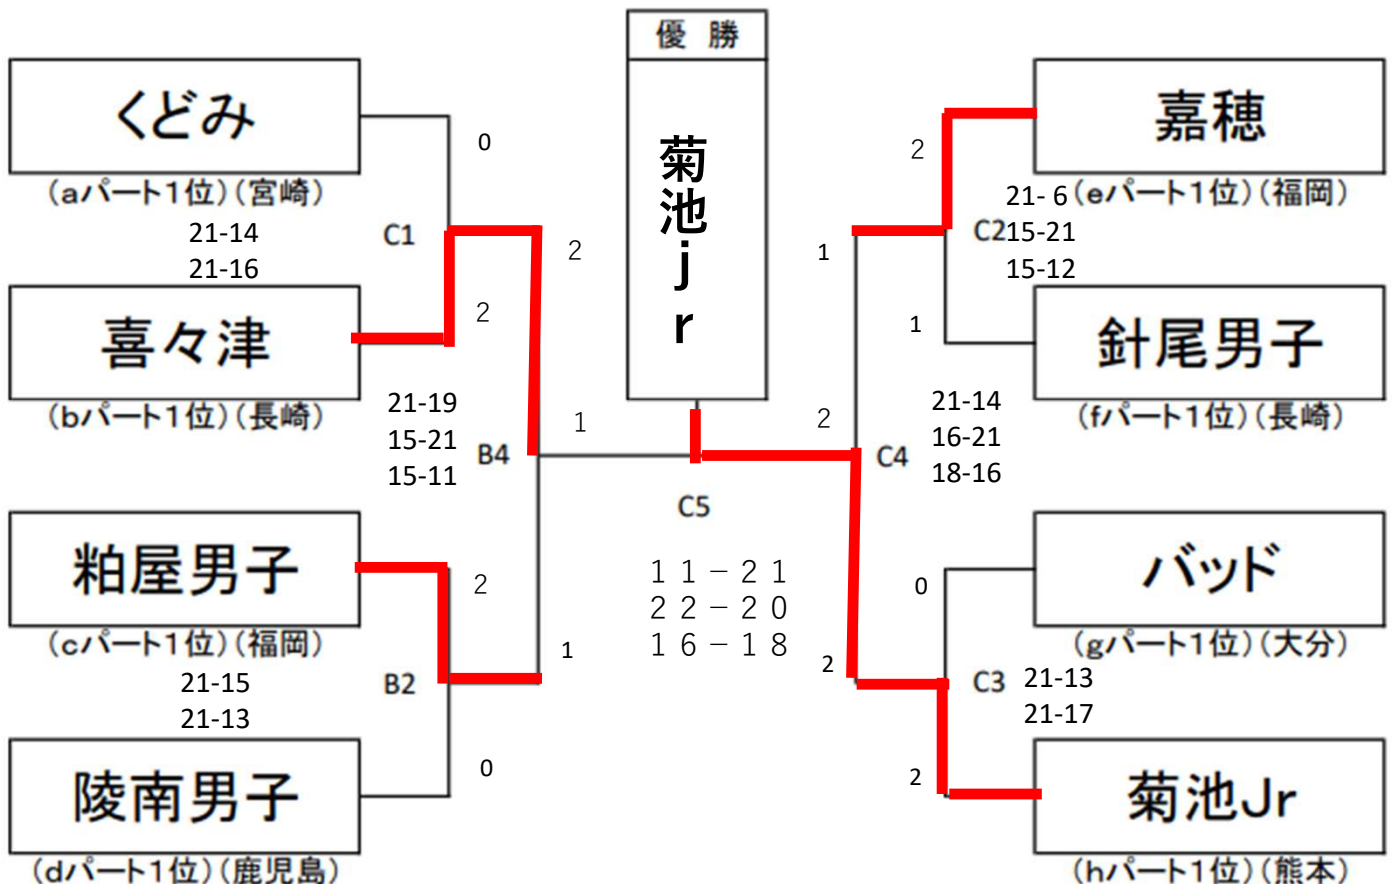 優 勝
菊池jr
くどみ
(aパート1位)(宮崎)
21-14
21-16
C1
0
2
喜々津
(bパート1位)(長崎)
2
21-19
15-21
15-11
B4
1
粕屋男子
(cパート1位)(福岡)
21-15
21-13
B2
2
0
1
陵南男子
(dパート1位)(鹿児島)
C5
11-21
22-20
16-18
嘉穂
(eパート1位)(福岡)
2
21- 6
C2
15-21
15-12
1
1
針尾男子
(fパート1位)(長崎)
21-14
16-21
18-16
C4
2
バッド
(gパート1位)(大分)
0
C3
21-13
21-17
2
2
菊池Jr
(hパート1位)(熊本)